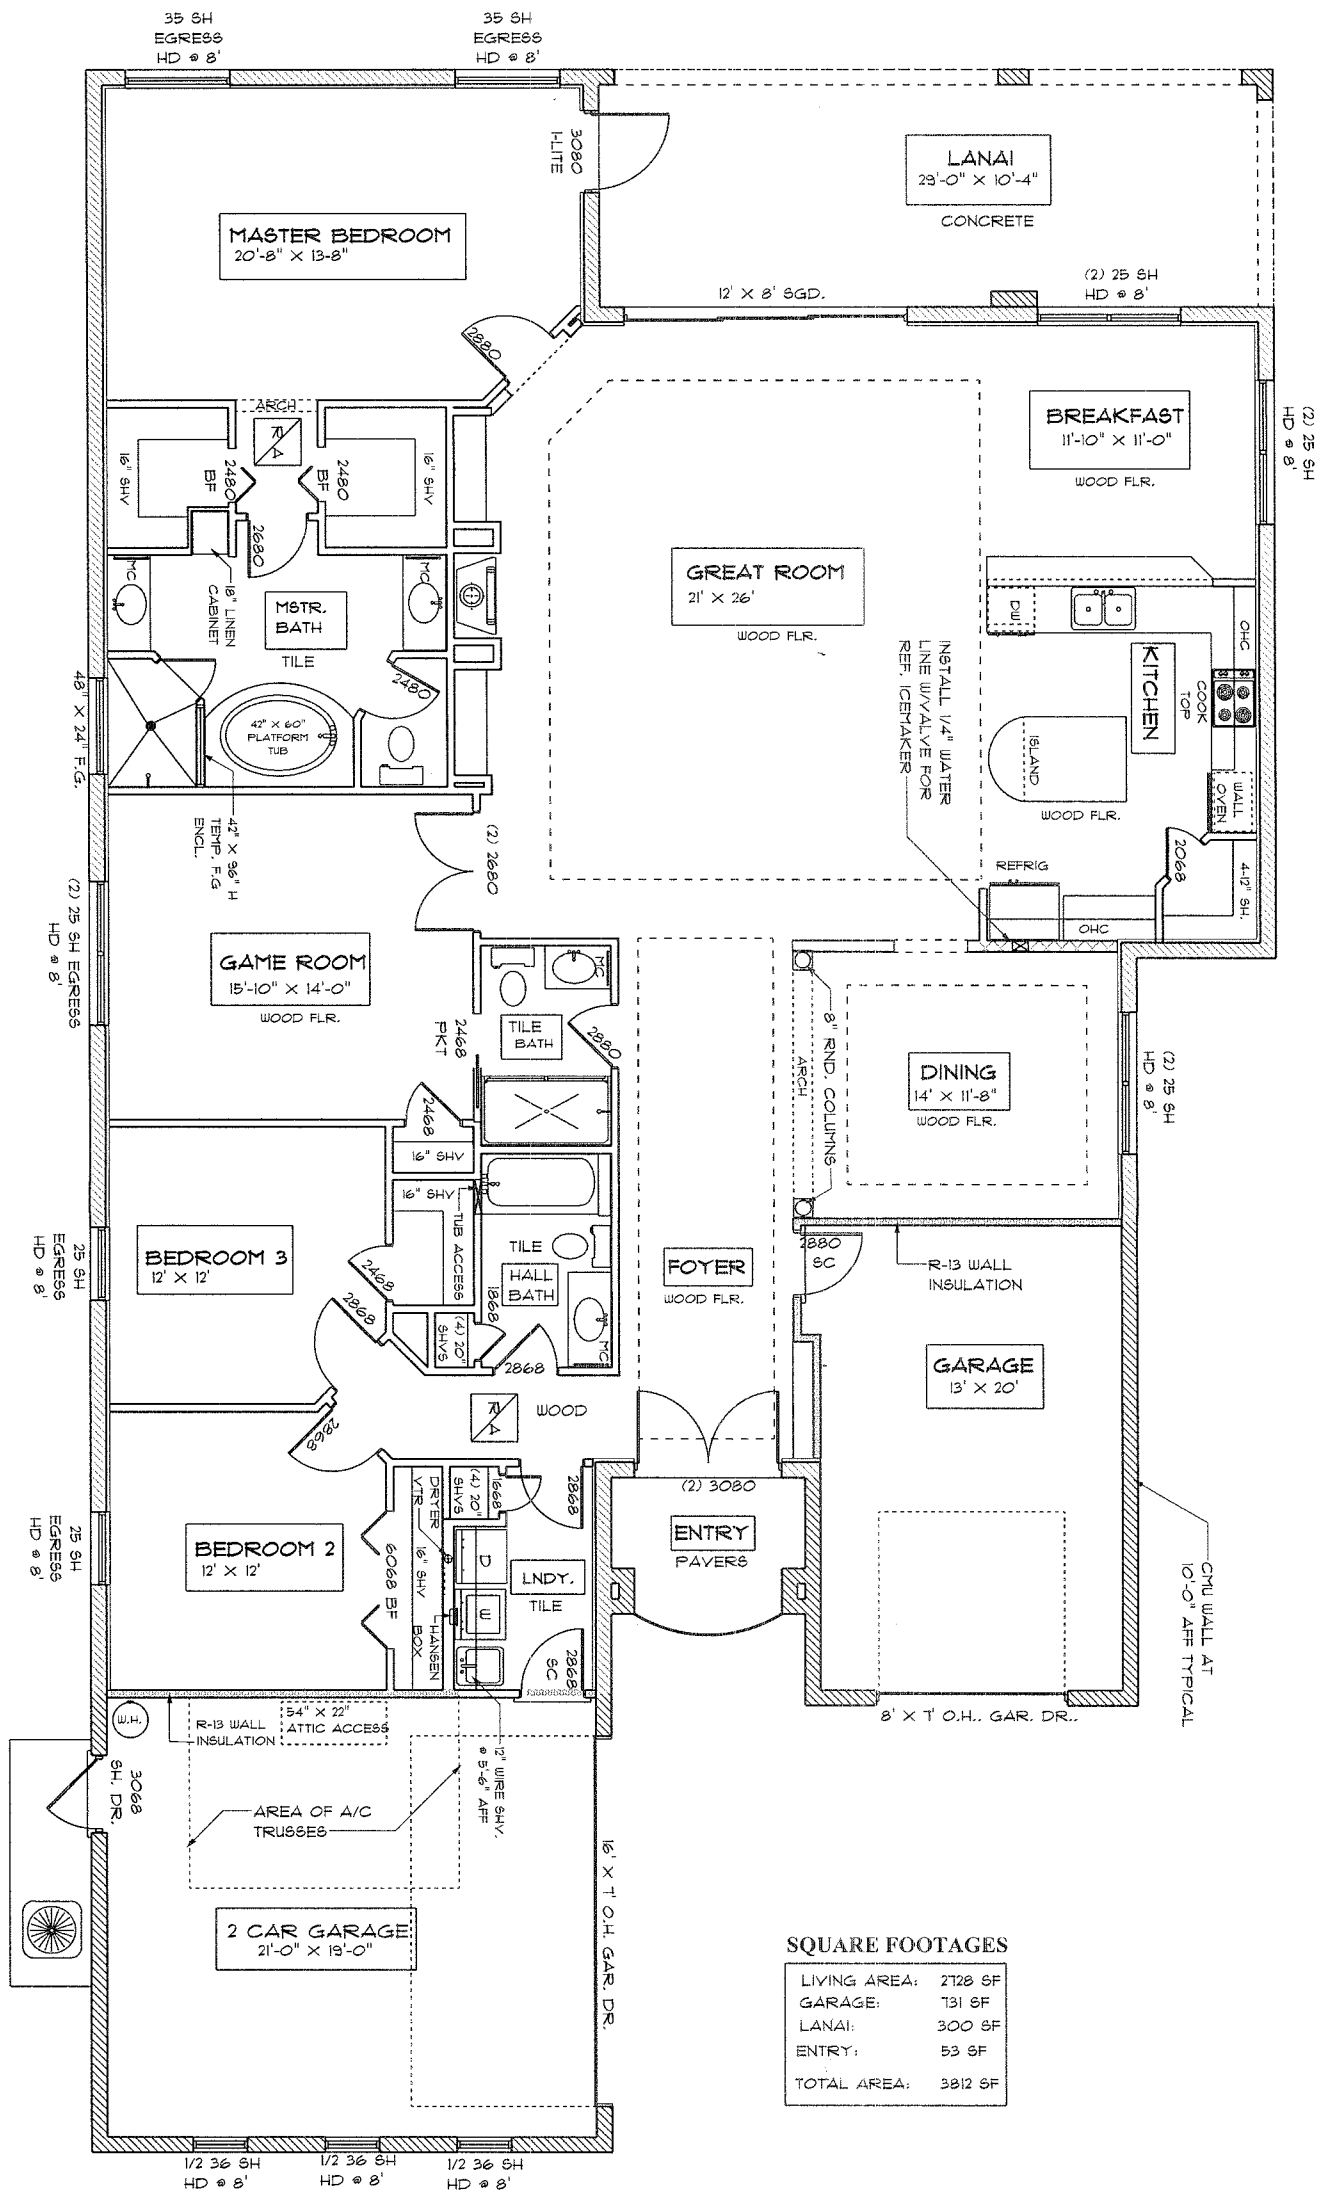 35 SH
EGRESS
HD @ 8'
35 SH
EGRESS
HD @ 8'
3080
1-LITE
LANAI
29'-0" X 10'-4"
CONCRETE
MASTER BEDROOM
20'-8" X 13-8"
12' X 8' SGD.
(2) 25 SH
HD @ 8'
2880
ARCH
R/A
BREAKFAST
11'-10" X 11'-0"
WOOD FLR.
(2) 25 SH
HD @ 8'
16" SHV
2480
BF
2480
BF
16" SHV
2680
18" LINEN
CABINET
MC
MC
MSTR.
BATH
TILE
GREAT ROOM
21' X 26'
WOOD FLR.
DW
OHC
KITCHEN
COOK
TOP
ISLAND
WALL
OVEN
WOOD FLR.
INSTALL 1/4" WATER
LINE W/VALVE FOR
REF. ICEMAKER
2480
42" X 60"
PLATFORM
TUB
48" X 24" F.G.
42" X 96" H
TEMP. F.G
ENCL.
(2) 2680
REFRIG
2068
4-12" SH.
OHC
(2) 25 SH EGRESS
HD @ 8'
GAME ROOM
15'-10" X 14'-0"
WOOD FLR.
2468
PKT
MC
TILE
BATH
2880
8" RND. COLUMNS
ARCH
DINING
14' X 11'-8"
WOOD FLR.
(2) 25 SH
HD @ 8'
2468
16" SHV
16" SHV
TUB ACCESS
BEDROOM 3
12' X 12'
25 SH
EGRESS
HD @ 8'
2468
2868
TILE
HALL
BATH
1868
(4) 20"
SHVS
MC
2868
FOYER
WOOD FLR.
2880
SC
R-13 WALL
INSULATION
GARAGE
13' X 20'
R/A
WOOD
2868
(2) 3080
ENTRY
PAVERS
DRYER
VTR
(4) 20"
SHVS
1668
2868
BEDROOM 2
12' X 12'
25 SH
EGRESS
HD @ 8'
6068 BF
16" SHV
HANSEN
BOX
D
W
LNDY.
TILE
2868
SC
CMU WALL AT
10'-0" AFF TYPICAL
8' X 7' O.H.. GAR. DR..
W.H.
R-13 WALL
INSULATION
54" X 22"
ATTIC ACCESS
12" WIRE SHV.
@ 5'-6" AFF
3068
SH. DR.
AREA OF A/C
TRUSSES
16' X 7' O.H. GAR. DR.
2 CAR GARAGE
21'-0" X 19'-0"
SQUARE FOOTAGES
LIVING AREA: 2728 SF
GARAGE: 731 SF
LANAI: 300 SF
ENTRY: 53 SF
TOTAL AREA: 3812 SF
1/2 36 SH
HD @ 8'
1/2 36 SH
HD @ 8'
1/2 36 SH
HD @ 8'